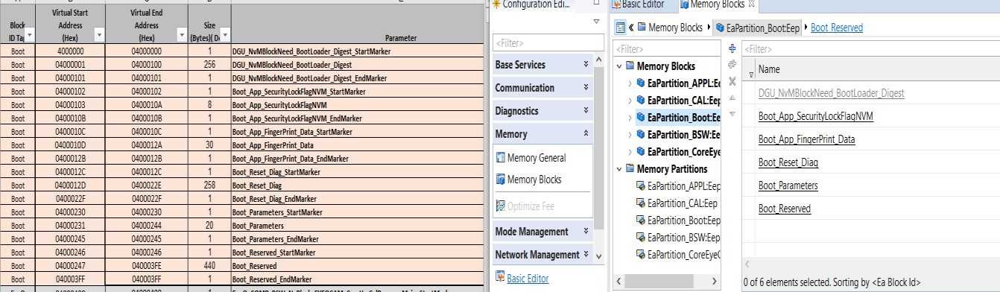 Block ID Tag Virtual Start Address (Hex) Virtual End Address (Hex) Size (Bytes)( De Parameter
Boot 4000000 04000000 1 DGU_NvMBlockNeed_BootLoader_Digest_StartMarker
Boot 04000001 04000100 256 DGU_NvMBlockNeed_BootLoader_Digest
Boot 04000101 04000101 1 DGU_NvMBlockNeed_BootLoader_Digest_EndMarker
Boot 04000102 04000102 1 Boot_App_SecurityLockFlagNVM_StartMarker
Boot 04000103 0400010A 8 Boot_App_SecurityLockFlagNVM
Boot 0400010B 0400010B 1 Boot_App_SecurityLockFlagNVM_EndMarker
Boot 0400010C 0400010C 1 Boot_App_FingerPrint_Data_StartMarker
Boot 0400010D 0400012A 30 Boot_App_FingerPrint_Data
Boot 0400012B 0400012B 1 Boot_App_FingerPrint_Data_EndMarker
Boot 0400012C 0400012C 1 Boot_Reset_Diag_StartMarker
Boot 0400012D 0400022E 258 Boot_Reset_Diag
Boot 0400022F 0400022F 1 Boot_Reset_Diag_EndMarker
Boot 04000230 04000230 1 Boot_Parameters_StartMarker
Boot 04000231 04000244 20 Boot_Parameters
Boot 04000245 04000245 1 Boot_Parameters_EndMarker
Boot 04000246 04000246 1 Boot_Reserved_StartMarker
Boot 04000247 040003FE 440 Boot_Reserved
Boot 040003FF 040003FF 1 Boot_Reserved_EndMarker
Configuration Edi...
<Filter>
Base Services
Communication
Diagnostics
Memory
Memory General
Memory Blocks
Optimize Fee
Mode Management
Network Management
Basic Editor
Basic Editor Memory Blocks
Memory Blocks EaPartition_Boot:Eep Boot_Reserved
<Filter>
Memory Blocks
EaPartition_APPL:Ee
EaPartition_CAL:Eep
EaPartition_Boot:Ee
EaPartition_BSW:Ee
EaPartition_CoreEye
Memory Partitions
EaPartition_APPL:Eep
EaPartition_CAL:Eep
EaPartition_Boot:Eep
EaPartition_BSW:Eep
EaPartition_CoreEyeQ
<Filter>
Name
DGU_NvMBlockNeed_BootLoader_Digest
Boot_App_SecurityLockFlagNVM
Boot_App_FingerPrint_Data
Boot_Reset_Diag
Boot_Parameters
Boot_Reserved
0 of 6 elements selected. Sorting by <Ea Block Id>